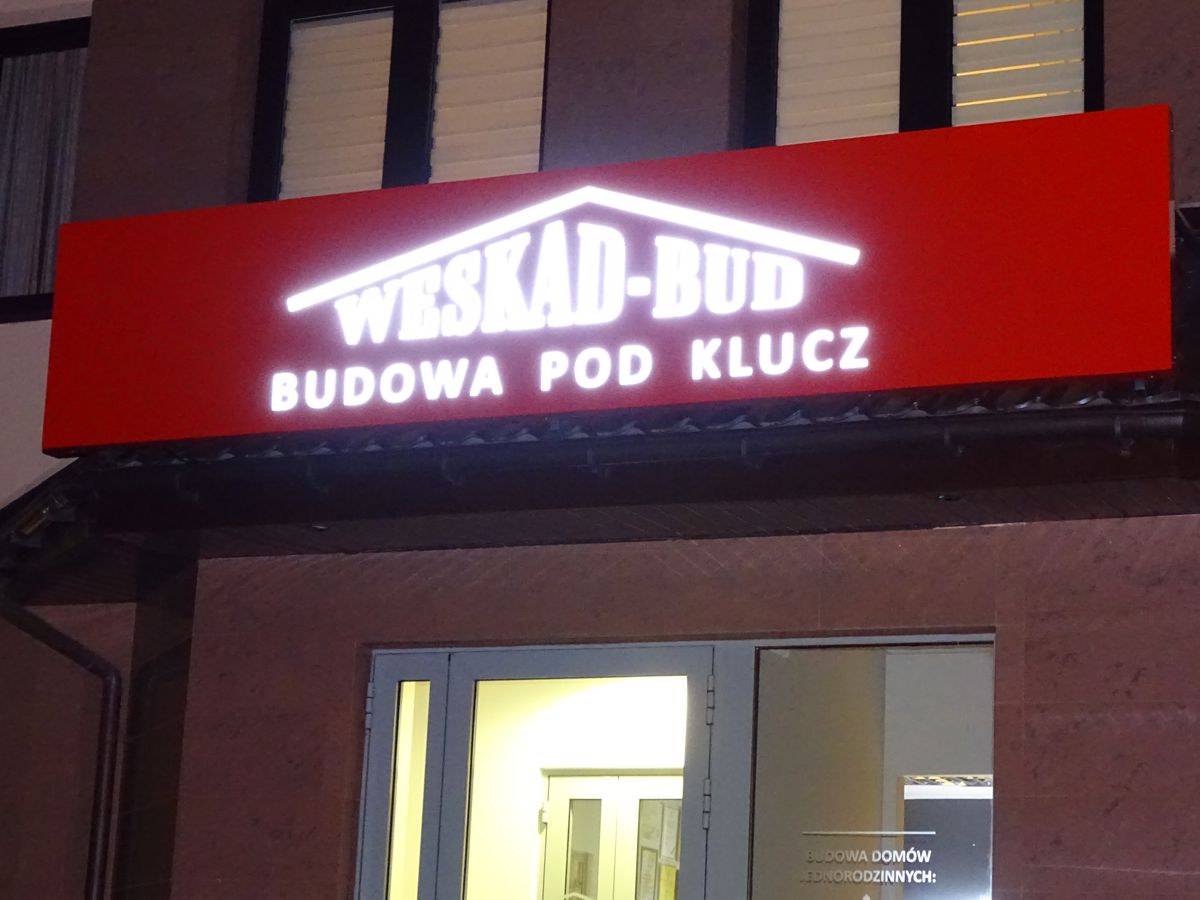 WESKAD-BUD
BUDOWA POD KLUCZ
BUDOWA DOMÓW
JEDNORODZINNYCH: